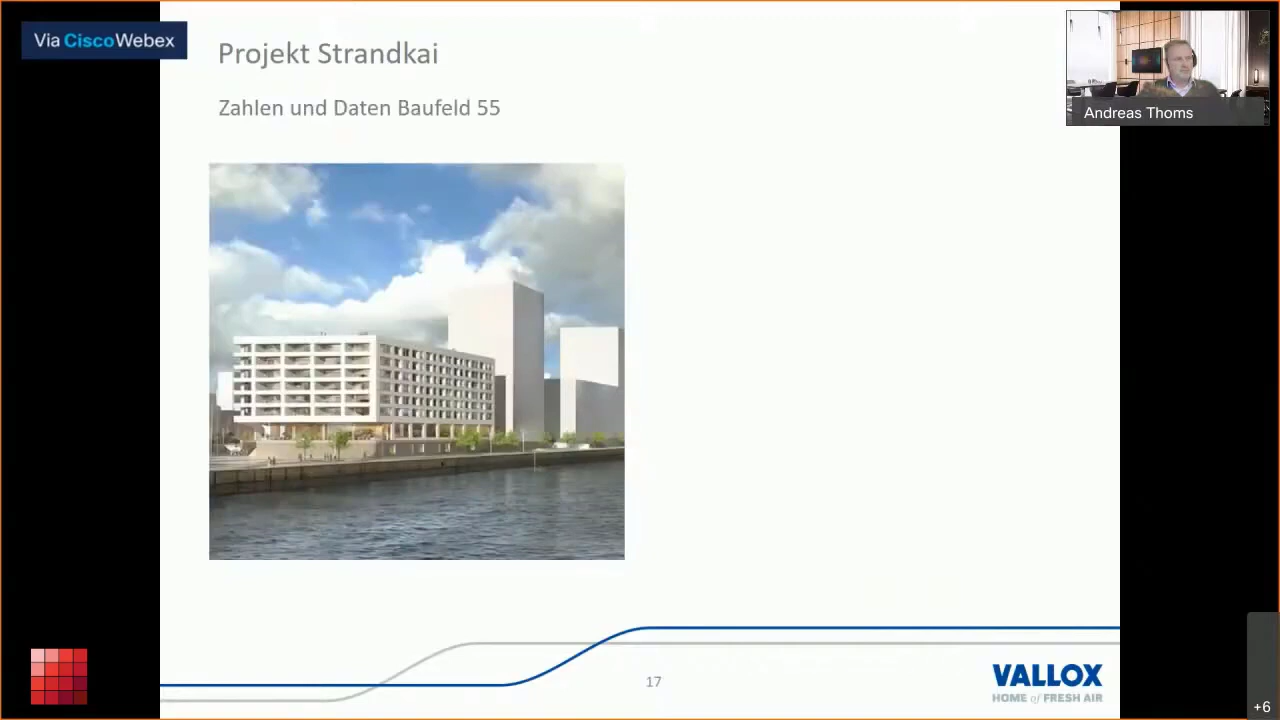 Via CiscoWebex
Projekt Strandkai
Zahlen und Daten Baufeld 55
Andreas Thoms
17
VALLOX
HOME of FRESH AIR
+6